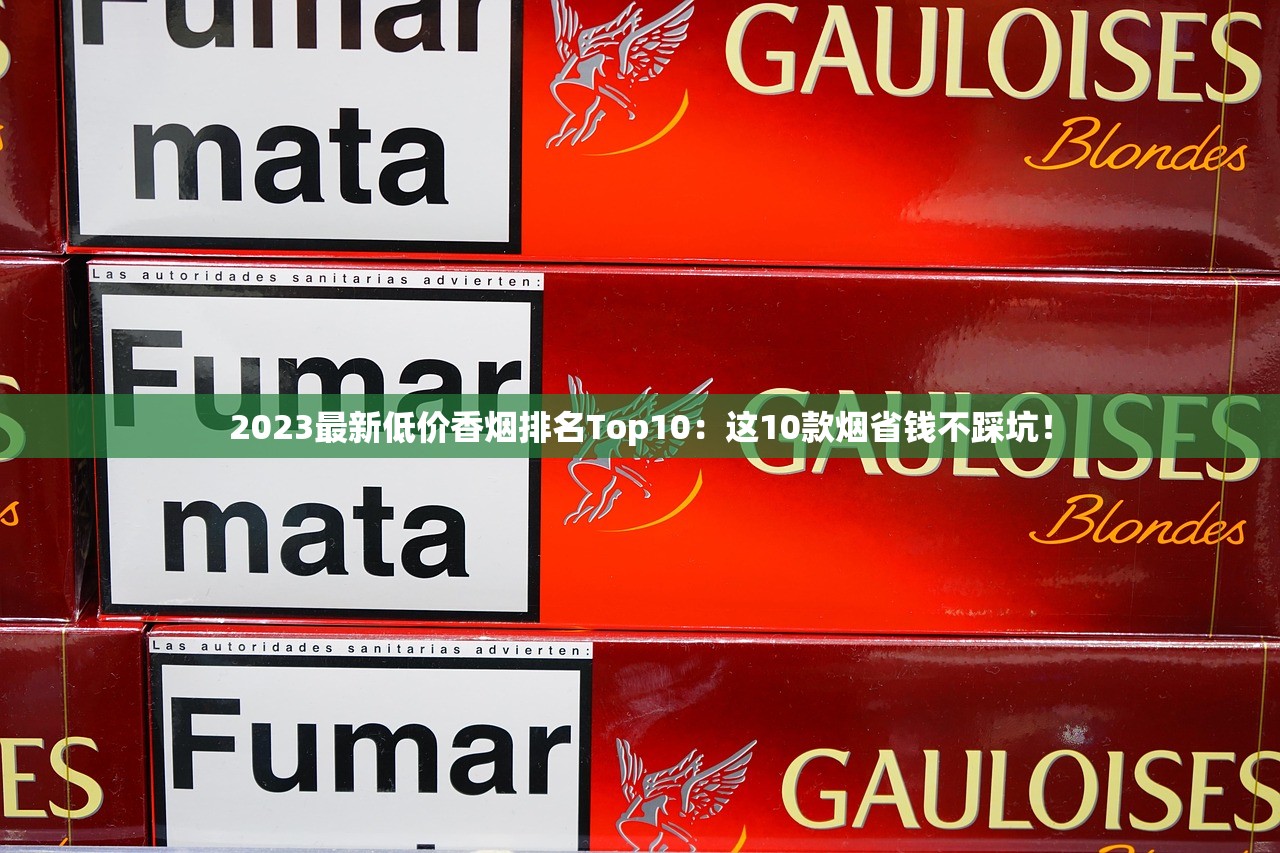 Fumar
mata
GAULOISES
Blondes
Las autoridades sanitarias advierten:
Fumar
mata
GAULOISES
Blondes
2023最新低价香烟排名Top10：这10款烟省钱不踩坑！
Las autoridades sanitarias advierten:
Fumar
ES
GAULOISES